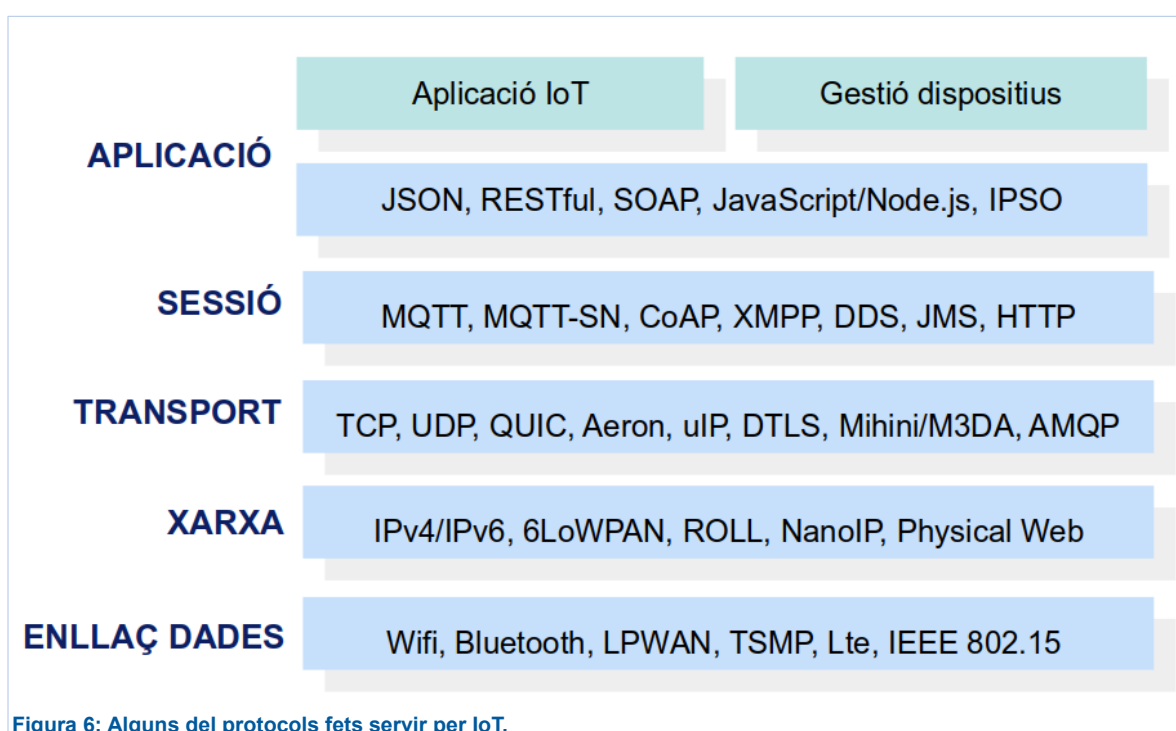 Aplicació IoT
Gestió dispositius
APLICACIÓ
JSON, RESTful, SOAP, JavaScript/Node.js, IPSO
SESSIÓ
MQTT, MQTT-SN, CoAP, XMPP, DDS, JMS, HTTP
TRANSPORT
TCP, UDP, QUIC, Aeron, uIP, DTLS, Mihini/M3DA, AMQP
XARXA
IPv4/IPv6, 6LoWPAN, ROLL, NanoIP, Physical Web
ENLLAÇ DADES
Wifi, Bluetooth, LPWAN, TSMP, Lte, IEEE 802.15
Figura 6: Alguns del protocols fets servir per IoT.